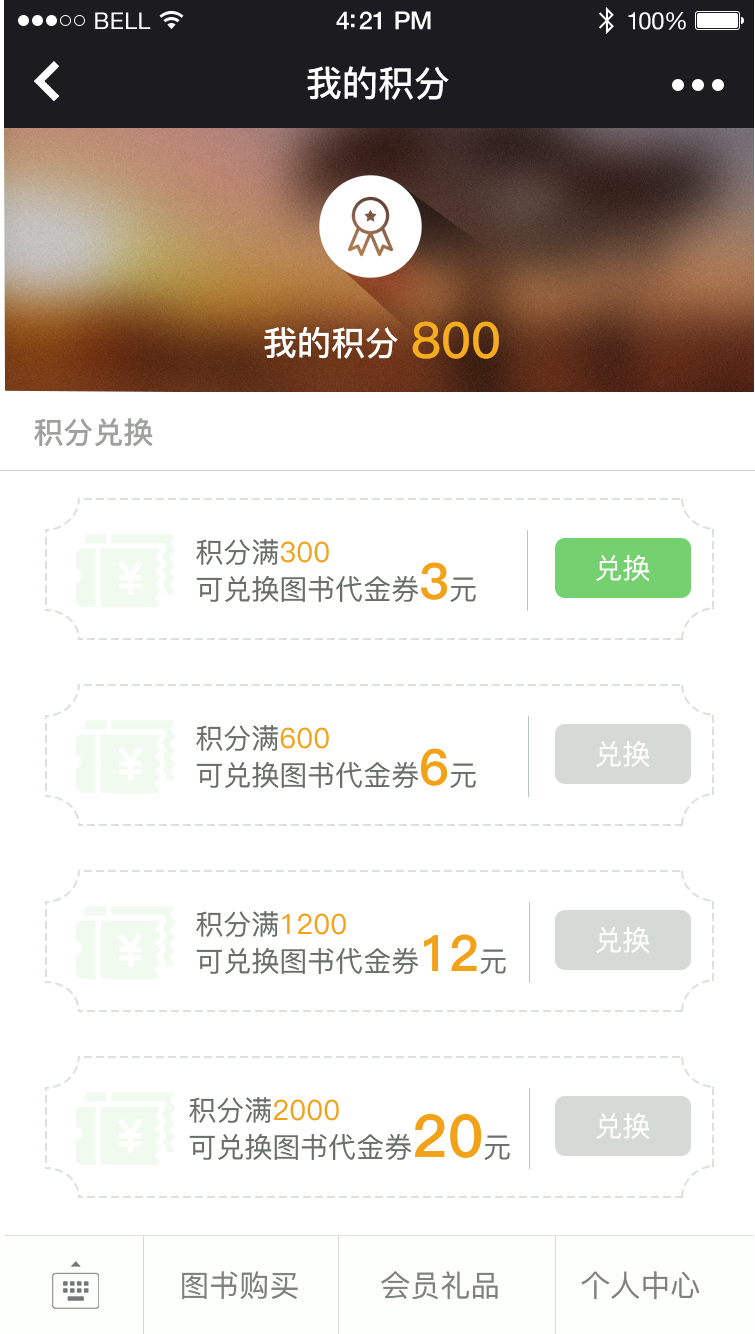 BELL 4:21 PM 100%
我的积分
我的积分 800
积分兑换
积分满300
可兑换图书代金券3元
兑换
积分满600
可兑换图书代金券6元
兑换
积分满1200
可兑换图书代金券12元
兑换
积分满2000
可兑换图书代金券20元
兑换
图书购买 会员礼品 个人中心